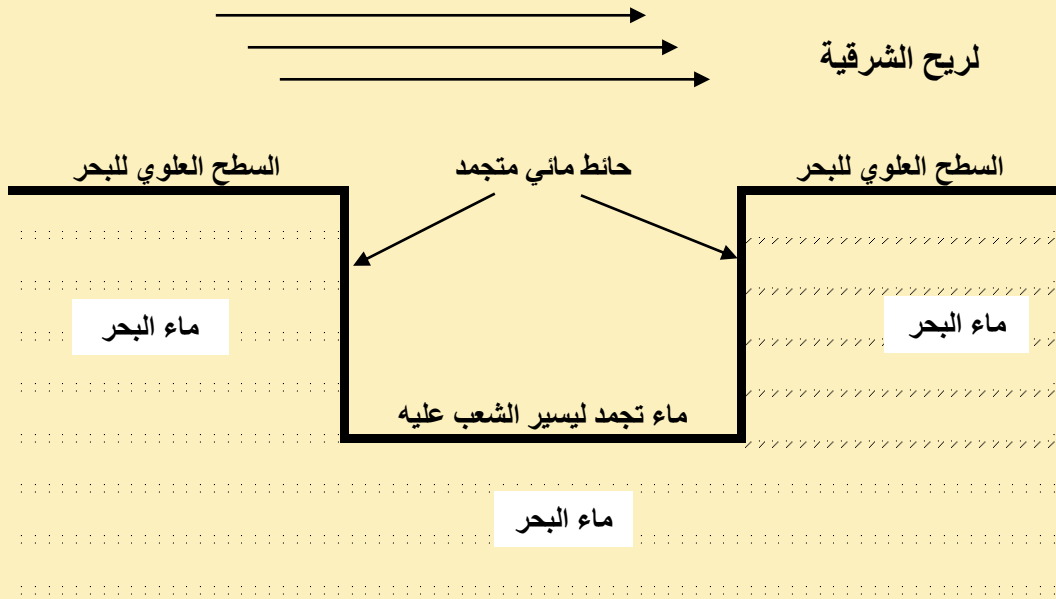 لريح الشرقية
السطح العلوي للبحر
حائط مائي متجمد
السطح العلوي للبحر
ماء البحر
ماء البحر
ماء تجمد ليسير الشعب عليه
ماء البحر